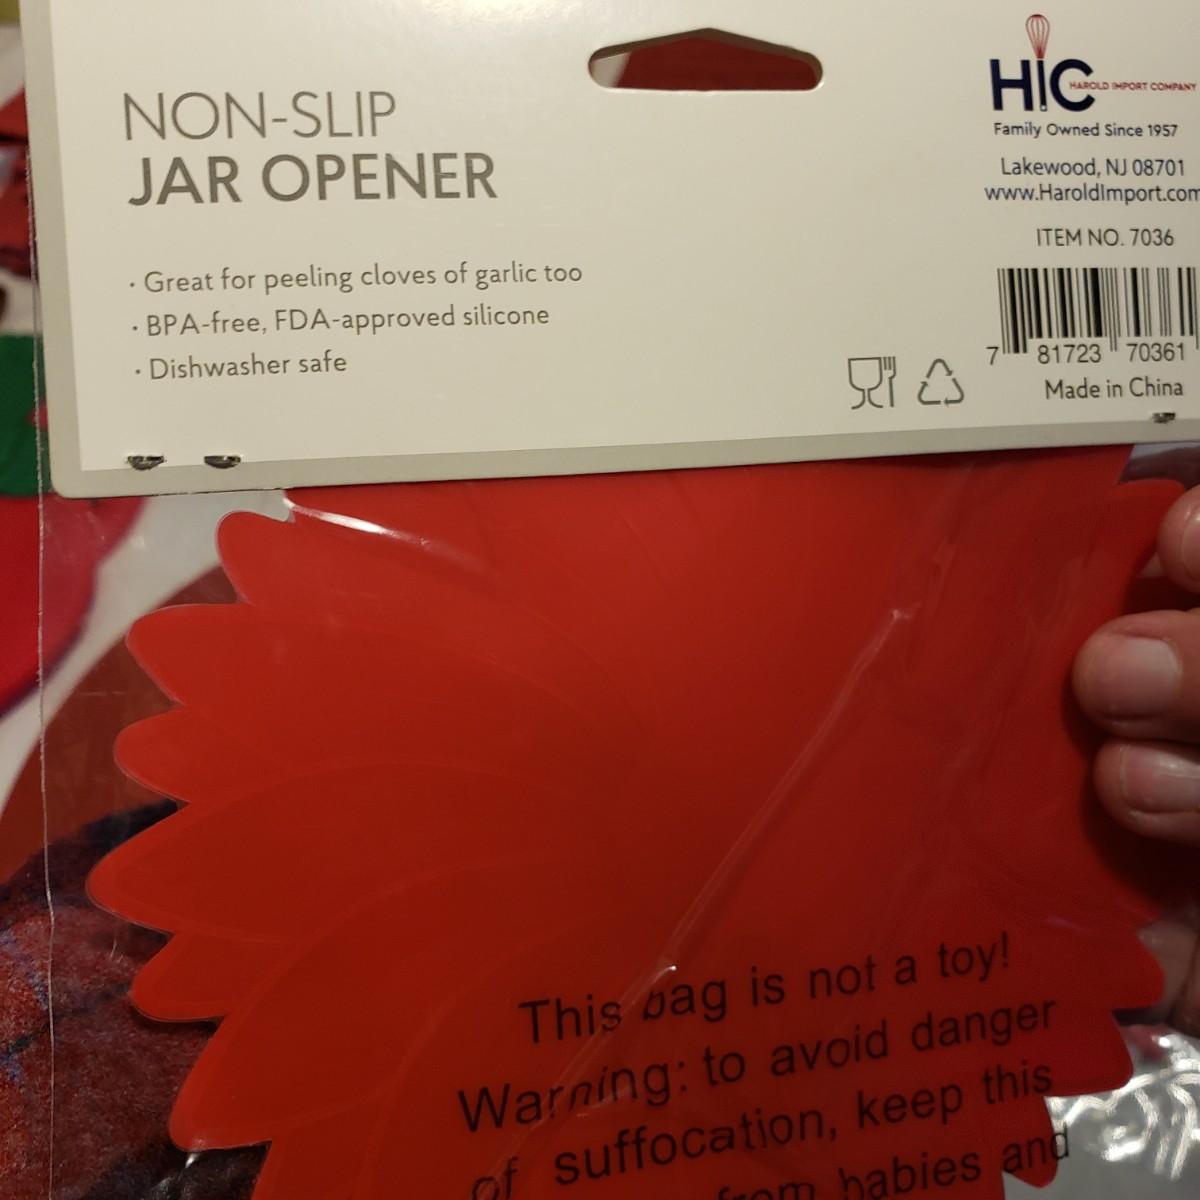 NON-SLIP
JAR OPENER
· Great for peeling cloves of garlic too
· BPA-free, FDA-approved silicone
· Dishwasher safe
HIC HAROLD IMPORT COMPANY
Family Owned Since 1957
Lakewood, NJ 08701
www.HaroldImport.com
ITEM NO. 7036
7 81723 70361
Made in China
This bag is not a toy!
Warning: to avoid danger
of suffocation, keep this
from babies and